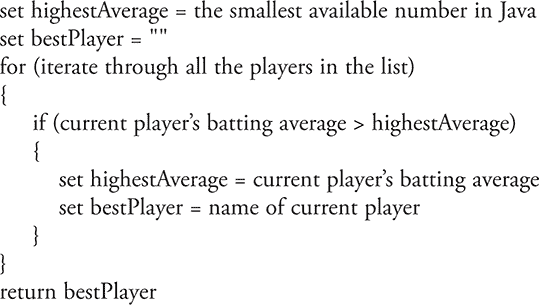 set highestAverage = the smallest available number in Java
set bestPlayer = ""
for (iterate through all the players in the list)
{
if (current player’s batting average > highestAverage)
{
set highestAverage = current player’s batting average
set bestPlayer = name of current player
}
}
return bestPlayer